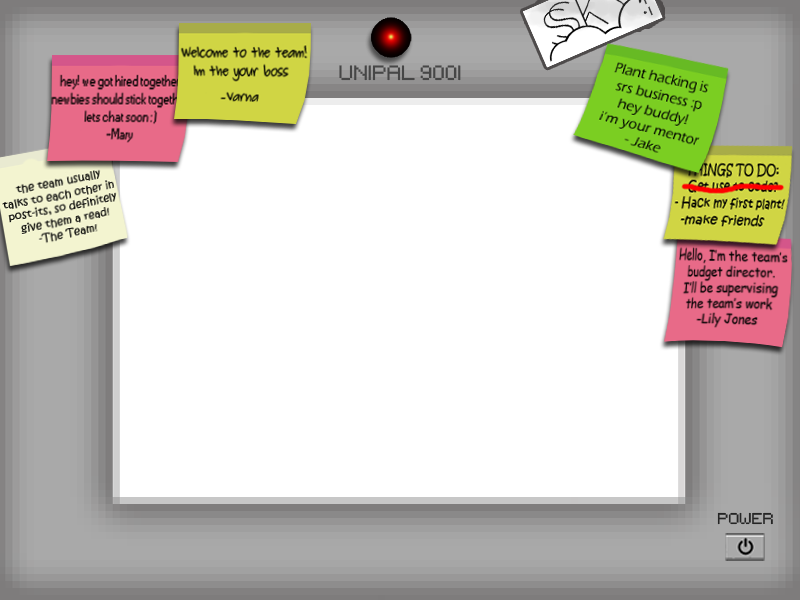 hey! we got hired together
newbies should stick togeth
lets chat soon :)
-Mary
Welcome to the team!
Im the your boss
-Varna
UNIPAL 9001
Plant hacking is
srs business :p
hey buddy!
i'm your mentor
- Jake
the team usually
talks to each other in
post-its, so definitely
give them a read!
-The Team!
THINGS TO DO:
- Get use to code?
- Hack my first plant!
-make friends
Hello, I'm the team's
budget director.
I'll be supervising
the team's work
-Lily Jones
POWER